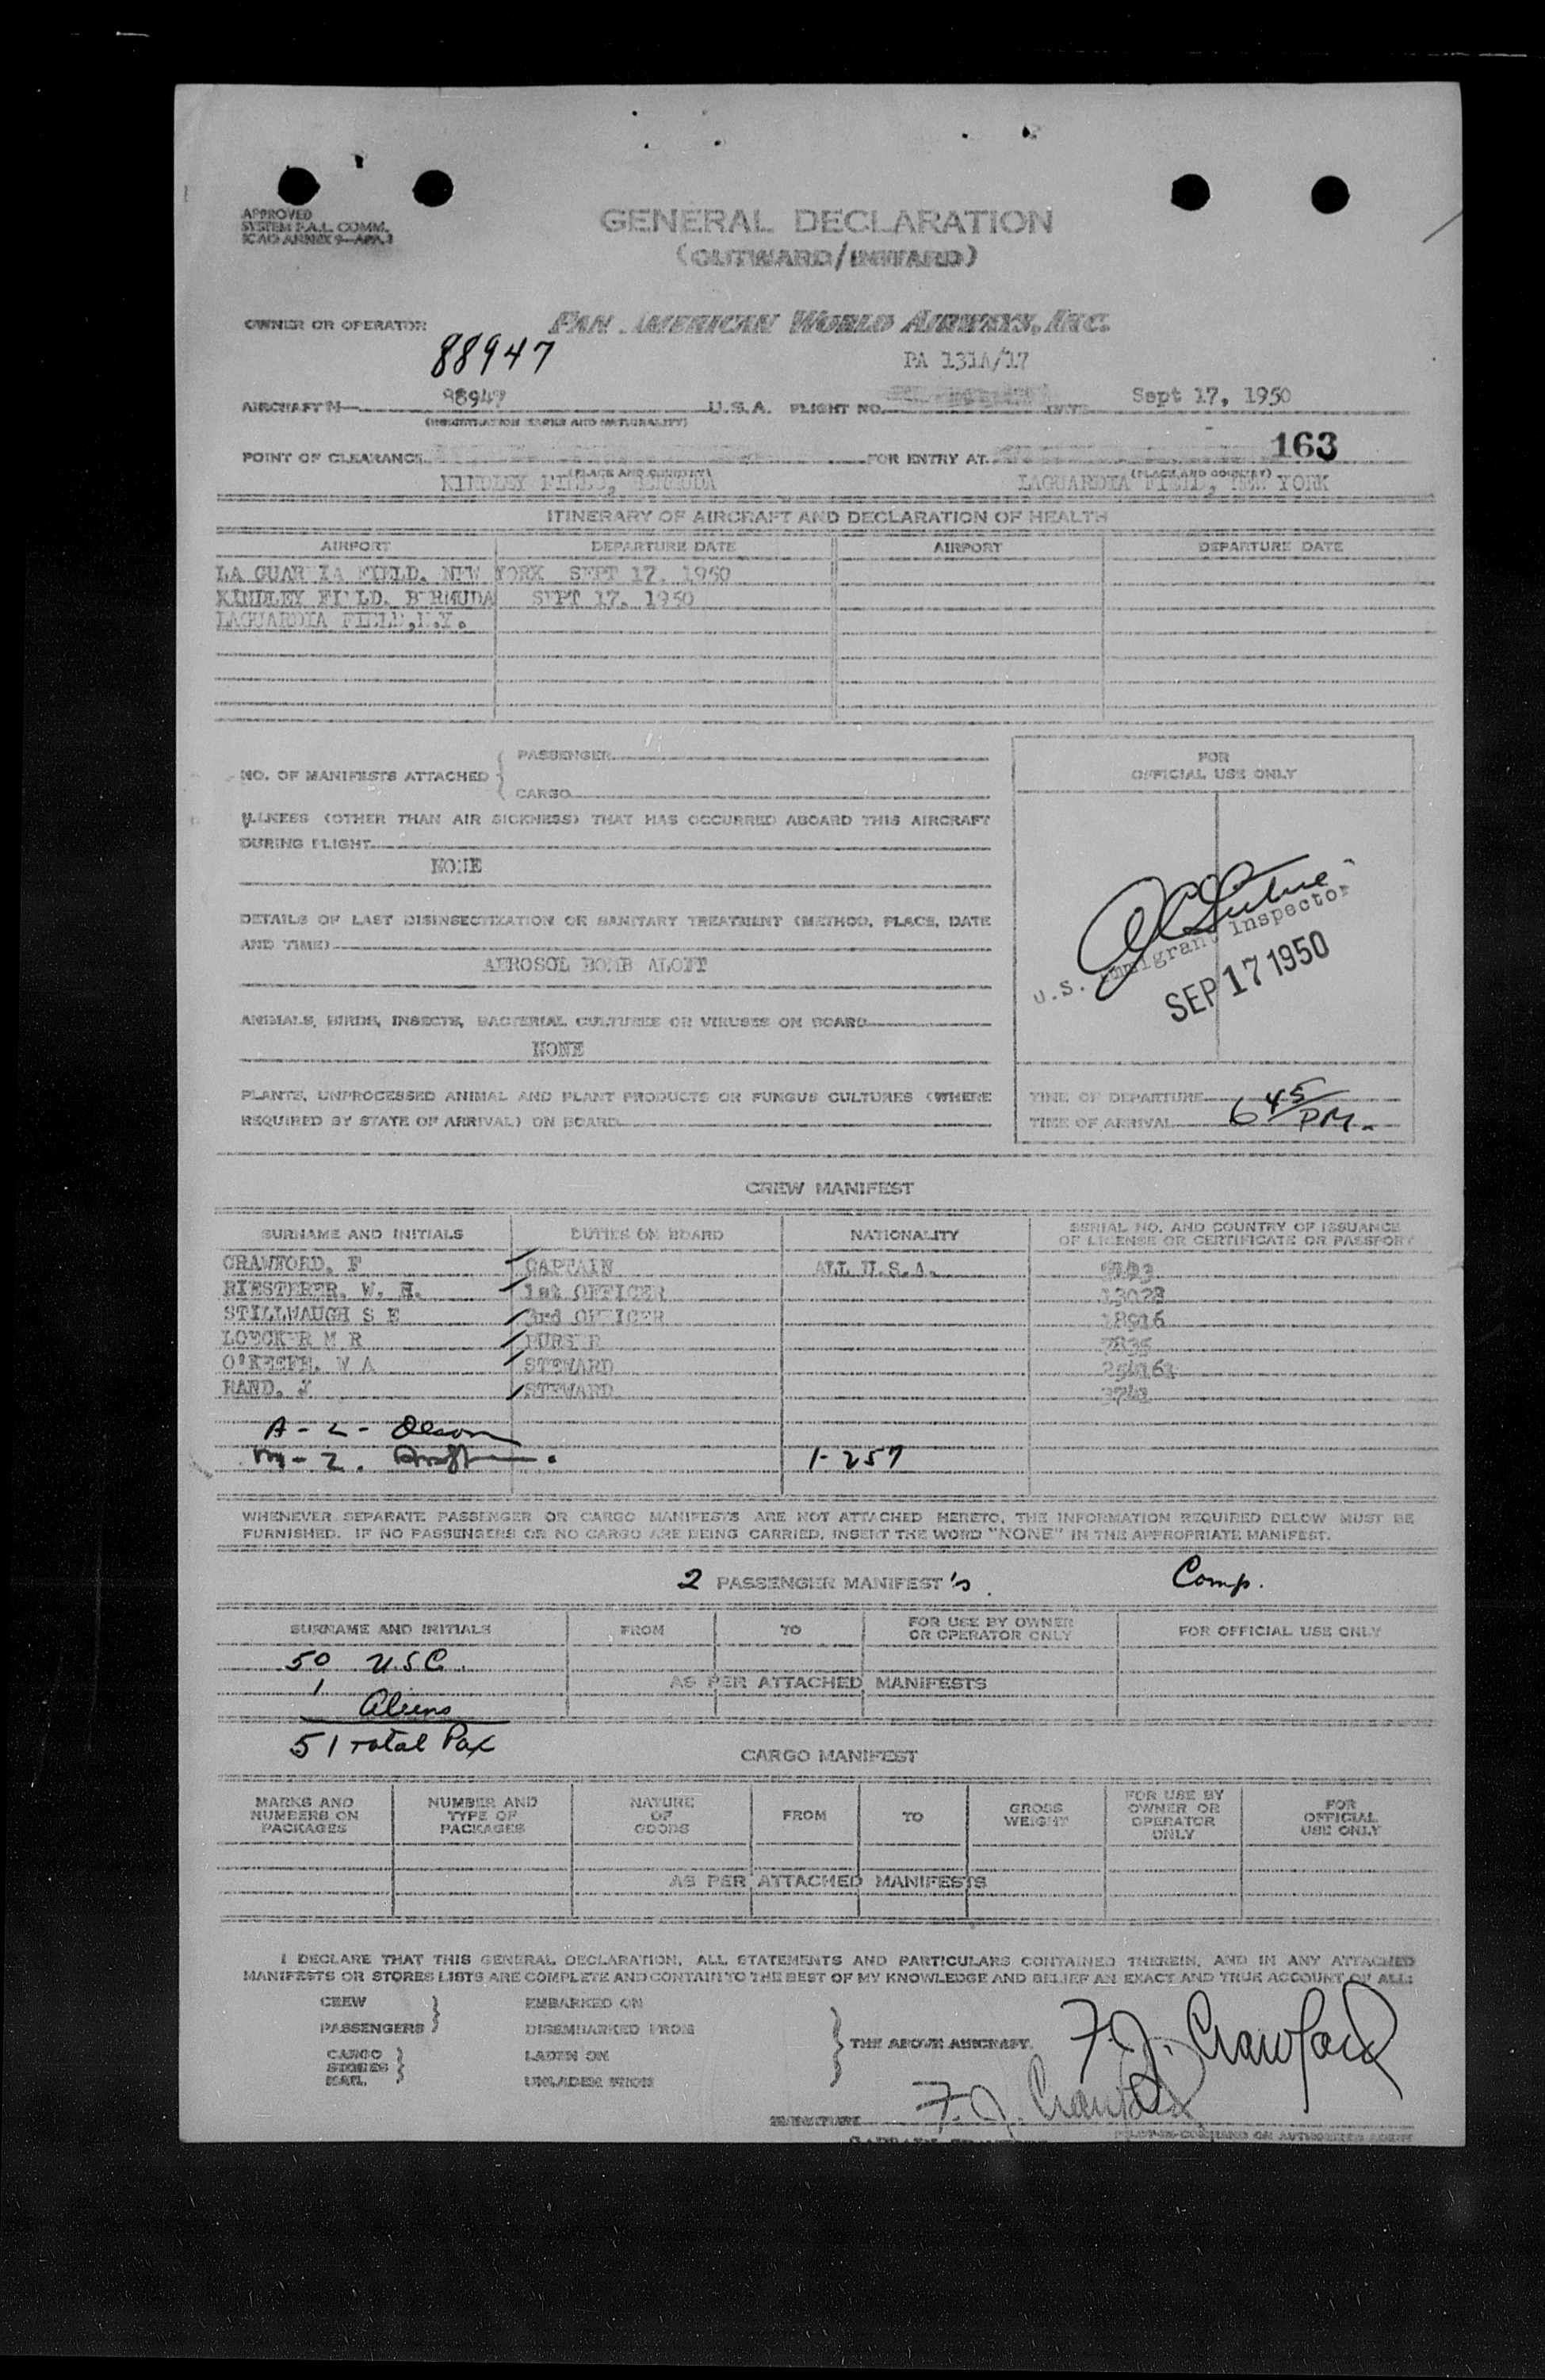 APPROVED
SYSTEM F.A.L. COMM.
ICAO ANNEX 9—APP. 1
GENERAL DECLARATION
(OUTWARD/INWARD)
OWNER OR OPERATOR PAN AMERICAN WORLD AIRWAYS, INC.
88947
PA 131A/17
AIRCRAFT N 88947 U.S.A. FLIGHT NO. DATE Sept 17, 1950
(REGISTRATION MARKS AND NATIONALITY)
163
POINT OF CLEARANCE FOR ENTRY AT
(PLACE AND COUNTRY) (PLACE AND COUNTRY)
KINDLEY FIELD, BERMUDA LAGUARDIA FIELD, NEW YORK
ITINERARY OF AIRCRAFT AND DECLARATION OF HEALTH
AIRPORT DEPARTURE DATE AIRPORT DEPARTURE DATE
LA GUARDIA FIELD, NEW YORK SEPT 17, 1950
KINDLEY FIELD, BERMUDA SEPT 17, 1950
LAGUARDIA FIELD, N.Y.
NO. OF MANIFESTS ATTACHED
PASSENGER
CARGO
ILLNESS (OTHER THAN AIR SICKNESS) THAT HAS OCCURRED ABOARD THIS AIRCRAFT
DURING FLIGHT
NONE
DETAILS OF LAST DISINSECTIZATION OR SANITARY TREATMENT (METHOD, PLACE, DATE
AND TIME)
AEROSOL BOMB ALOFT
ANIMALS, BIRDS, INSECTS, BACTERIAL CULTURES OR VIRUSES ON BOARD
NONE
PLANTS, UNPROCESSED ANIMAL AND PLANT PRODUCTS OR FUNGUS CULTURES (WHERE
REQUIRED BY STATE OF ARRIVAL) ON BOARD
FOR
OFFICIAL USE ONLY
U.S. Immigrant Inspector
SEP 17 1950
TIME OF DEPARTURE
TIME OF ARRIVAL 6 45 PM.
CREW MANIFEST
SURNAME AND INITIALS DUTIES ON BOARD NATIONALITY SERIAL NO. AND COUNTRY OF ISSUANCE
OF LICENSE OR CERTIFICATE OR PASSPORT
CRAWFORD, F CAPTAIN ALL U.S.A.
RIESTERER, W. H. 1st OFFICER 13028
STILLWAUGH S E 3rd OFFICER 18916
LOECKER M R PURSER 7835
O'KEEFE, W A STEWARD
RAND, J STEWARD
A - 2 - Olson
M - 2. 1-257
WHENEVER SEPARATE PASSENGER OR CARGO MANIFESTS ARE NOT ATTACHED HERETO, THE INFORMATION REQUIRED BELOW MUST BE
FURNISHED. IF NO PASSENGERS OR NO CARGO ARE BEING CARRIED, INSERT THE WORD "NONE" IN THE APPROPRIATE MANIFEST.
2 PASSENGER MANIFEST's. Comp.
SURNAME AND INITIALS FROM TO FOR USE BY OWNER
OR OPERATOR ONLY FOR OFFICIAL USE ONLY
50 U.S.C.
AS PER ATTACHED MANIFESTS
1 Aliens
51 Total Pax
CARGO MANIFEST
MARKS AND
NUMBERS ON
PACKAGES
NUMBER AND
TYPE OF
PACKAGES
NATURE
OF
GOODS
FROM
TO
GROSS
WEIGHT
FOR USE BY
OWNER OR
OPERATOR
ONLY
FOR
OFFICIAL
USE ONLY
AS PER ATTACHED MANIFESTS
I DECLARE THAT THIS GENERAL DECLARATION, ALL STATEMENTS AND PARTICULARS CONTAINED THEREIN, AND IN ANY ATTACHED
MANIFESTS OR STORES LISTS ARE COMPLETE AND CONTAIN TO THE BEST OF MY KNOWLEDGE AND BELIEF AN EXACT AND TRUE ACCOUNT OF ALL:
CREW
PASSENGERS
EMBARKED ON
DISEMBARKED FROM
CARGO
STORES
MAIL
LADEN ON
UNLADEN FROM
THE ABOVE AIRCRAFT.
F. J. Crawford
F. J. Crawford
SIGNATURE
PILOT-IN-COMMAND OR AUTHORIZED AGENT